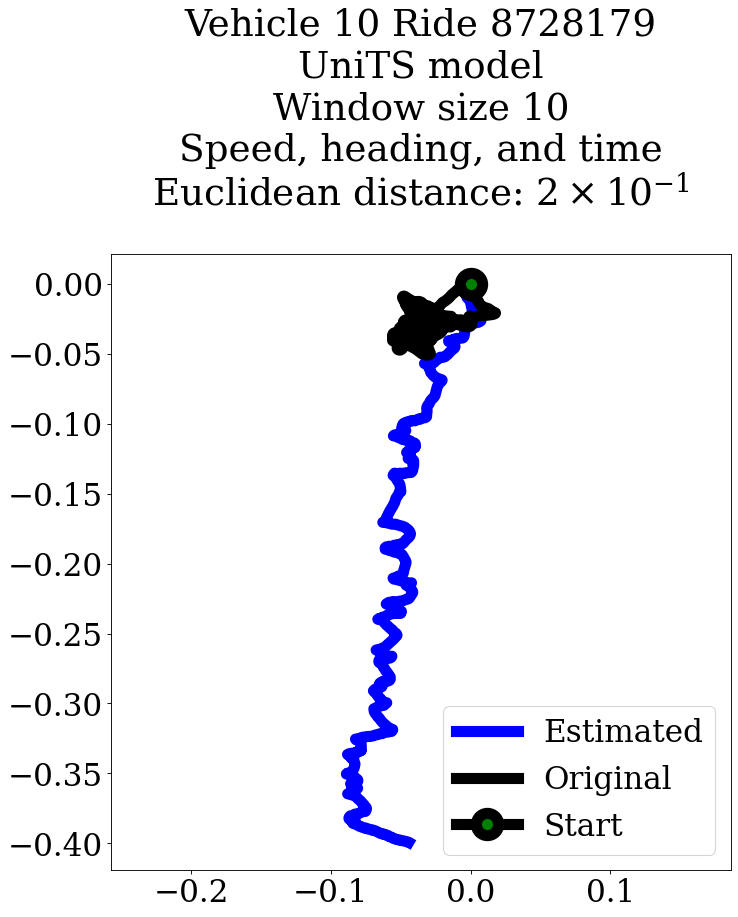 Vehicle 10 Ride 8728179
UniTS model
Window size 10
Speed, heading, and time
Euclidean distance: 2 × 10⁻¹
0.00
−0.05
−0.10
−0.15
−0.20
−0.25
−0.30
−0.35
−0.40
Estimated
Original
Start
−0.2
−0.1
0.0
0.1